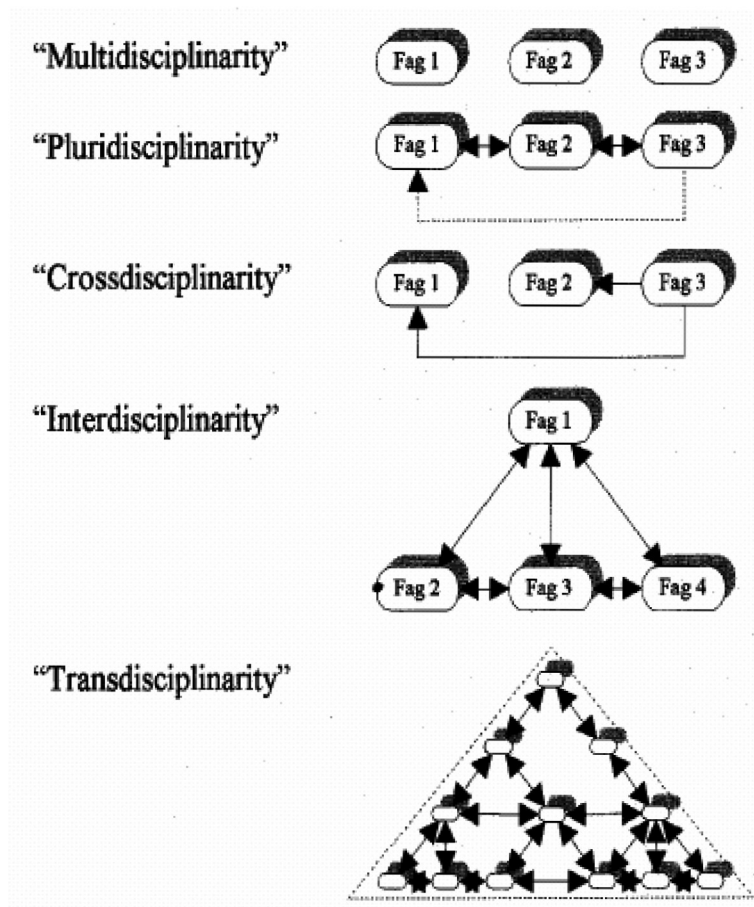 “Multidisciplinarity” Fag 1 Fag 2 Fag 3
“Pluridisciplinarity” Fag 1 Fag 2 Fag 3
“Crossdisciplinarity” Fag 1 Fag 2 Fag 3
“Interdisciplinarity” Fag 1
Fag 2 Fag 3 Fag 4
“Transdisciplinarity”